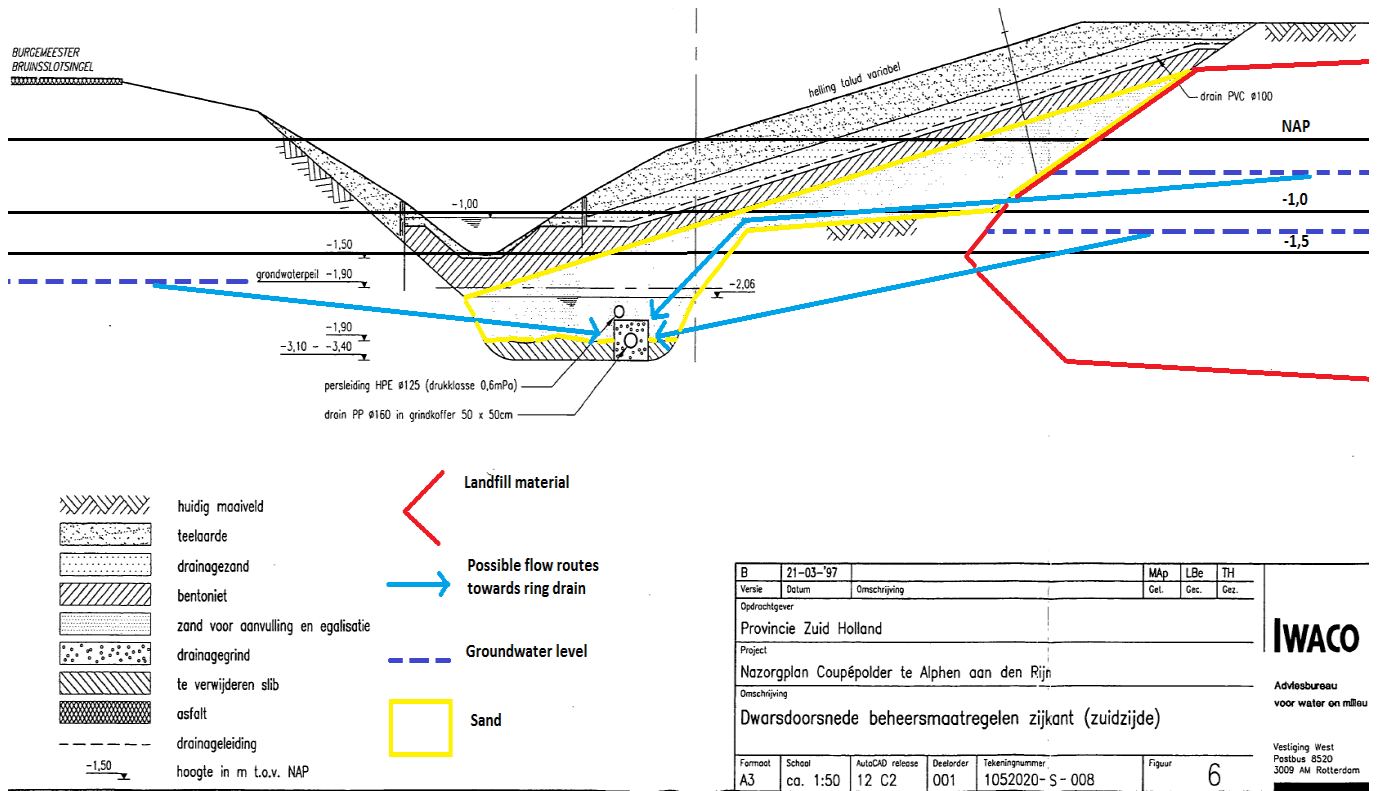 BURGEMEESTER
BRUINSSLOTSINGEL
helling talud variabel
drain PVC ø100
NAP
-1,00
-1,0
-1,50
-1,5
grondwaterpeil -1,90
-2,06
-1,90
-3,10 - -3,40
persleiding HPE ø125 (drukklasse 0,6mPa)
drain PP ø160 in grindkoffer 50 x 50cm
huidig maaiveld
teelaarde
drainagezand
bentoniet
zand voor aanvulling en egalisatie
drainagegrind
te verwijderen slib
asfalt
drainageleiding
-1,50 hoogte in m t.o.v. NAP
Landfill material
Possible flow routes
towards ring drain
Groundwater level
Sand
B 21-03-'97 MAp LBe TH
Versie Datum Omschrijving Get. Gec. Gez.
Opdrachtgever
Provincie Zuid Holland
Project
Nazorgplan Coupépolder te Alphen aan den Rijn
Omschrijving
Dwarsdoorsnede beheersmaatregelen zijkant (zuidzijde)
Formaat School AutoCAD release Deelorder Tekeningnummer Figuur
A3 ca. 1:50 12 C2 001 1052020-S-008 6
IWACO
Adviesbureau
voor water en milieu
Vestiging West
Postbus 8520
3009 AM Rotterdam